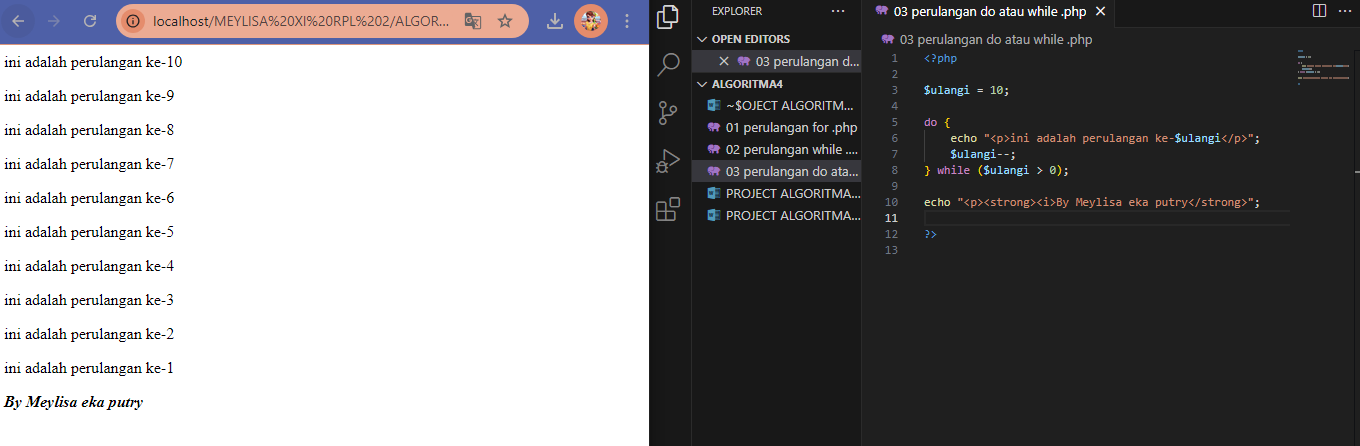 localhost/MEYLISA%20XI%20RPL%202/ALGOR...
ini adalah perulangan ke-10
ini adalah perulangan ke-9
ini adalah perulangan ke-8
ini adalah perulangan ke-7
ini adalah perulangan ke-6
ini adalah perulangan ke-5
ini adalah perulangan ke-4
ini adalah perulangan ke-3
ini adalah perulangan ke-2
ini adalah perulangan ke-1
By Meylisa eka putry
EXPLORER ...
OPEN EDITORS
03 perulangan d...
ALGORITMA4
~$OJECT ALGORITM...
01 perulangan for .php
02 perulangan while ....
03 perulangan do ata...
PROJECT ALGORITMA...
PROJECT ALGORITMA...
03 perulangan do atau while .php
03 perulangan do atau while .php
1 <?php
2
3 $ulangi = 10;
4
5 do {
6 echo "<p>ini adalah perulangan ke-$ulangi</p>";
7 $ulangi--;
8 } while ($ulangi > 0);
9
10 echo "<p><strong><i>By Meylisa eka putry</strong>";
11
12 ?>
13